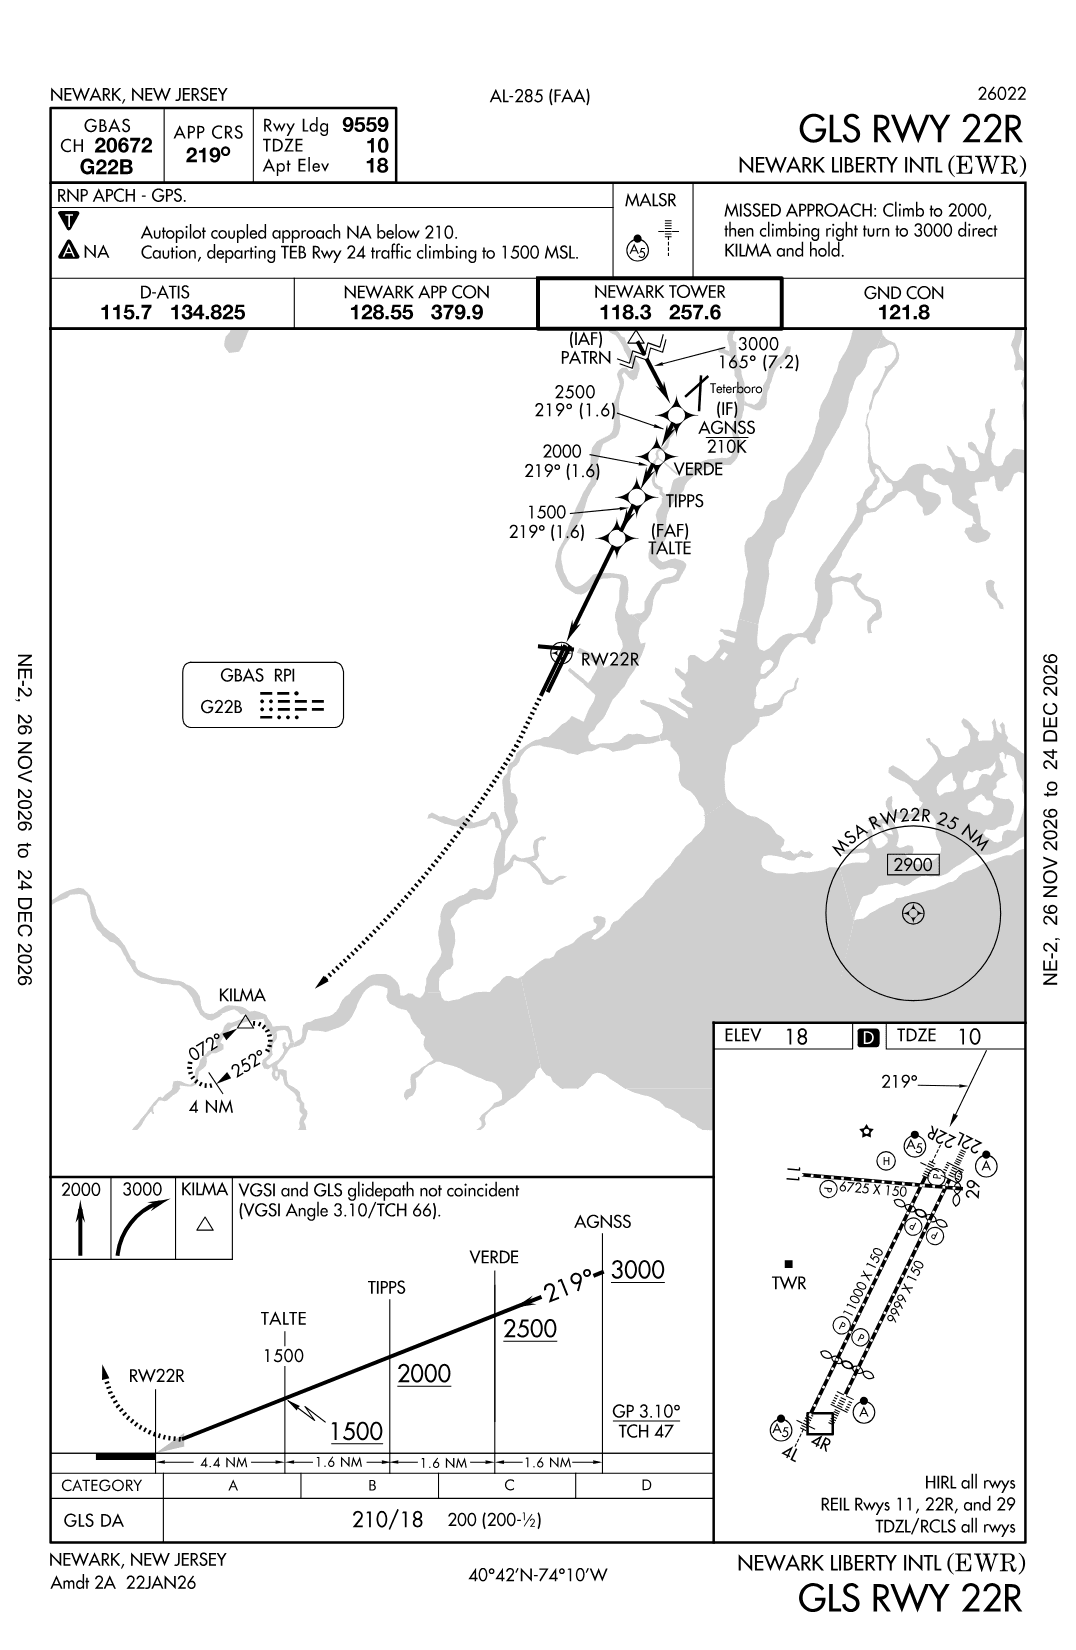 NEWARK, NEW JERSEY
AL-285 (FAA)
26022
GLS RWY 22R
NEWARK LIBERTY INTL (EWR)
GBAS
CH 20672
G22B
APP CRS
219°
Rwy Ldg 9559
TDZE 10
Apt Elev 18
RNP APCH - GPS.
T
A NA
Autopilot coupled approach NA below 210.
Caution, departing TEB Rwy 24 traffic climbing to 1500 MSL.
MALSR
A5
MISSED APPROACH: Climb to 2000,
then climbing right turn to 3000 direct
KILMA and hold.
D-ATIS
115.7 134.825
NEWARK APP CON
128.55 379.9
NEWARK TOWER
118.3 257.6
GND CON
121.8
(IAF)
PATRN
3000
165° (7.2)
Teterboro
2500
219° (1.6)
(IF)
AGNSS
210K
2000
219° (1.6)
VERDE
TIPPS
1500
219° (1.6)
(FAF)
TALTE
RW22R
GBAS RPI
G22B
MSA RW22R 25 NM
2900
KILMA
072°
252°
4 NM
NE-2, 26 NOV 2026 to 24 DEC 2026
NE-2, 26 NOV 2026 to 24 DEC 2026
ELEV 18
D
TDZE 10
219°
22R
22L
A5
A
H
P
11
6725 X 150
P
29
P
P
TWR
11000 X 150
9999 X 150
P
P
A5
A
4L
4R
HIRL all rwys
REIL Rwys 11, 22R, and 29
TDZL/RCLS all rwys
2000
3000
KILMA
VGSI and GLS glidepath not coincident
(VGSI Angle 3.10/TCH 66).
AGNSS
VERDE
TIPPS
TALTE
1500
RW22R
219°
3000
2500
2000
1500
GP 3.10°
TCH 47
4.4 NM
1.6 NM
1.6 NM
1.6 NM
CATEGORY
A
B
C
D
GLS DA
210/18 200 (200-½)
NEWARK, NEW JERSEY
Amdt 2A 22JAN26
40°42'N-74°10'W
NEWARK LIBERTY INTL (EWR)
GLS RWY 22R